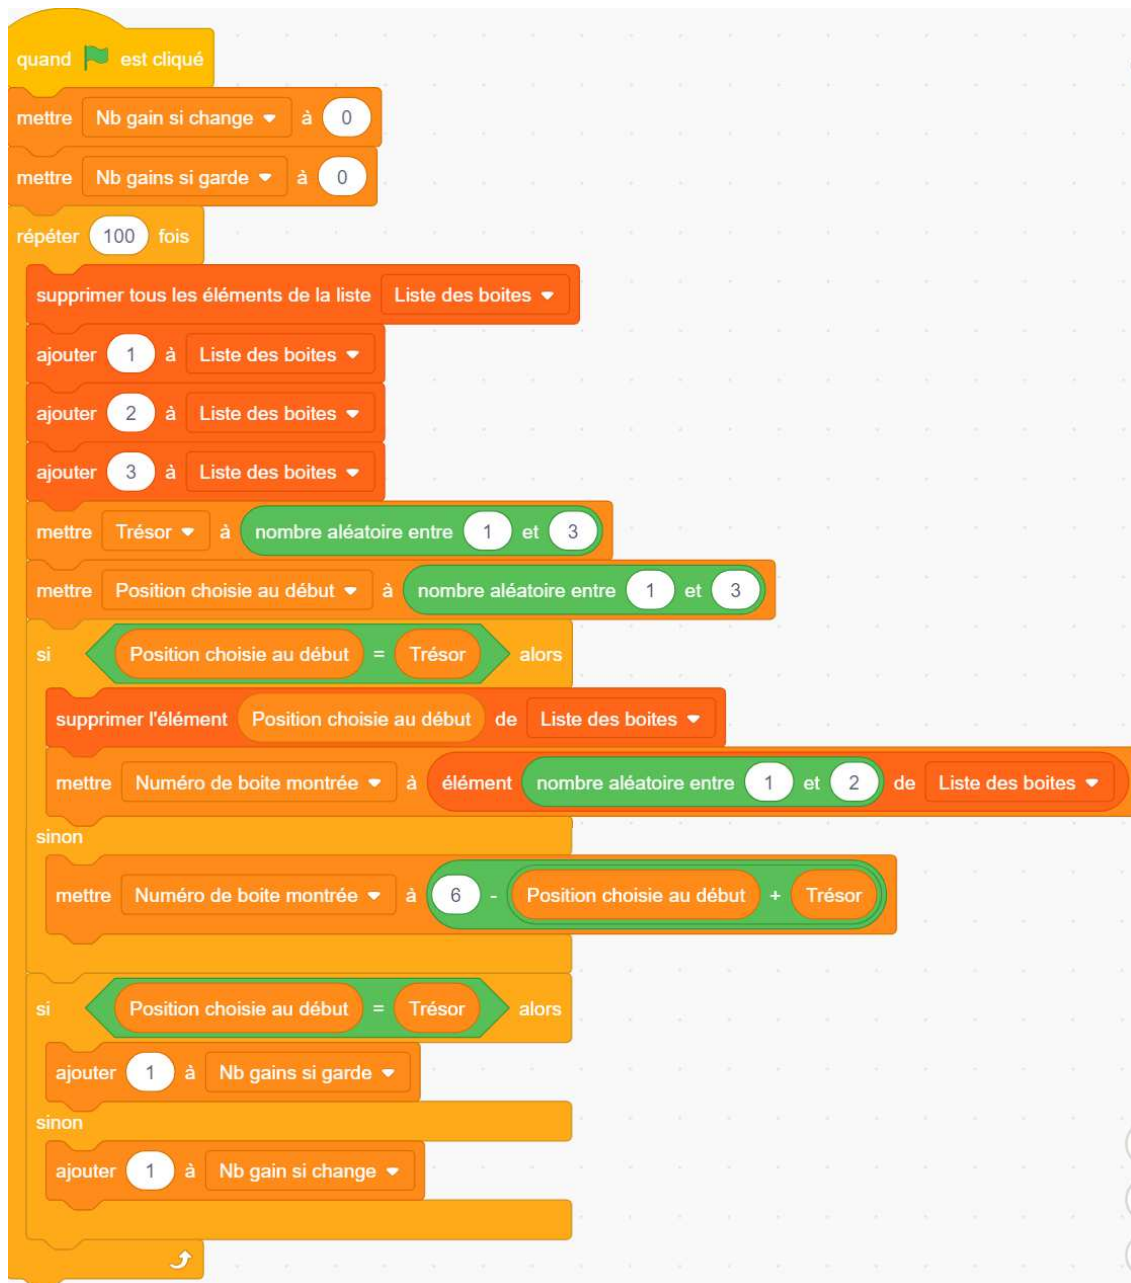 quand est cliqué
mettre Nb gain si change à 0
mettre Nb gains si garde à 0
répéter 100 fois
supprimer tous les éléments de la liste Liste des boites
ajouter 1 à Liste des boites
ajouter 2 à Liste des boites
ajouter 3 à Liste des boites
mettre Trésor à nombre aléatoire entre 1 et 3
mettre Position choisie au début à nombre aléatoire entre 1 et 3
si Position choisie au début = Trésor alors
supprimer l'élément Position choisie au début de Liste des boites
mettre Numéro de boite montrée à élément nombre aléatoire entre 1 et 2 de Liste des boites
sinon
mettre Numéro de boite montrée à 6 - Position choisie au début + Trésor
si Position choisie au début = Trésor alors
ajouter 1 à Nb gains si garde
sinon
ajouter 1 à Nb gain si change